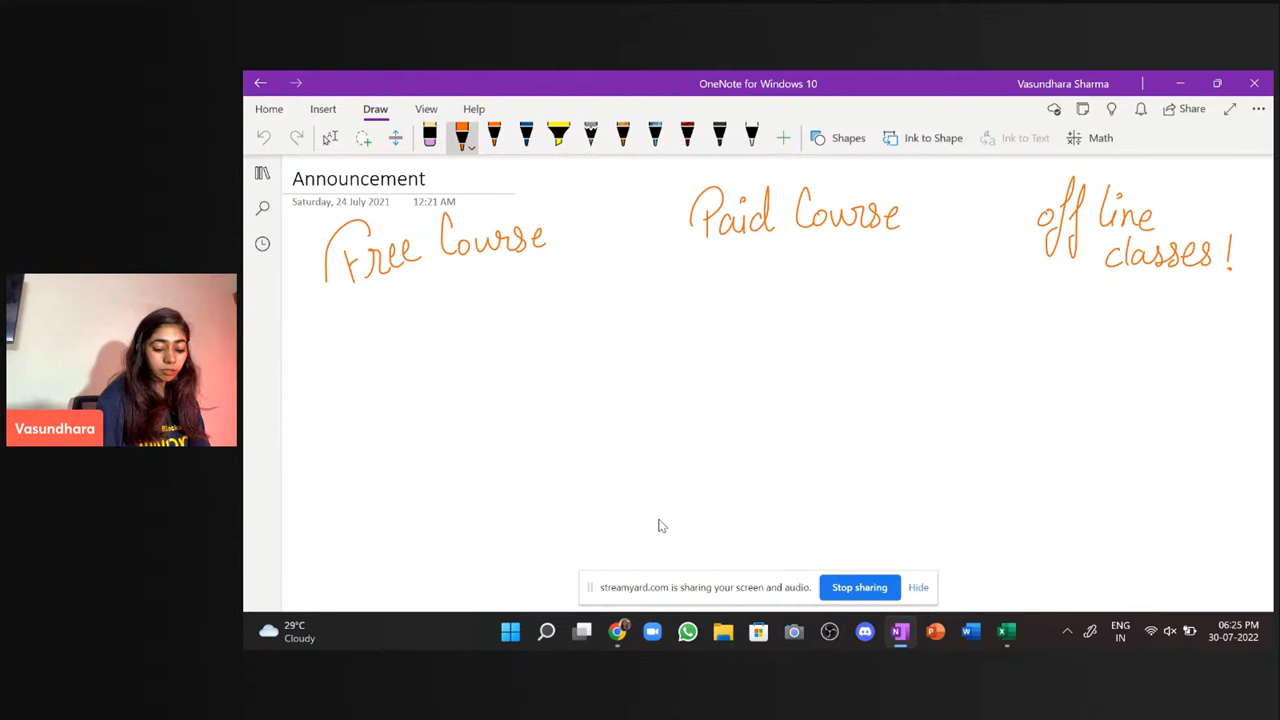 OneNote for Windows 10
Vasundhara Sharma
Home Insert Draw View Help
Share
Shapes Ink to Shape Ink to Text Math
Announcement
Saturday, 24 July 2021 12:21 AM
Free Course
Paid Course
off line
classes!
Vasundhara
Block
streamyard.com is sharing your screen and audio. Stop sharing Hide
29°C
Cloudy
ENG
IN
06:25 PM
30-07-2022